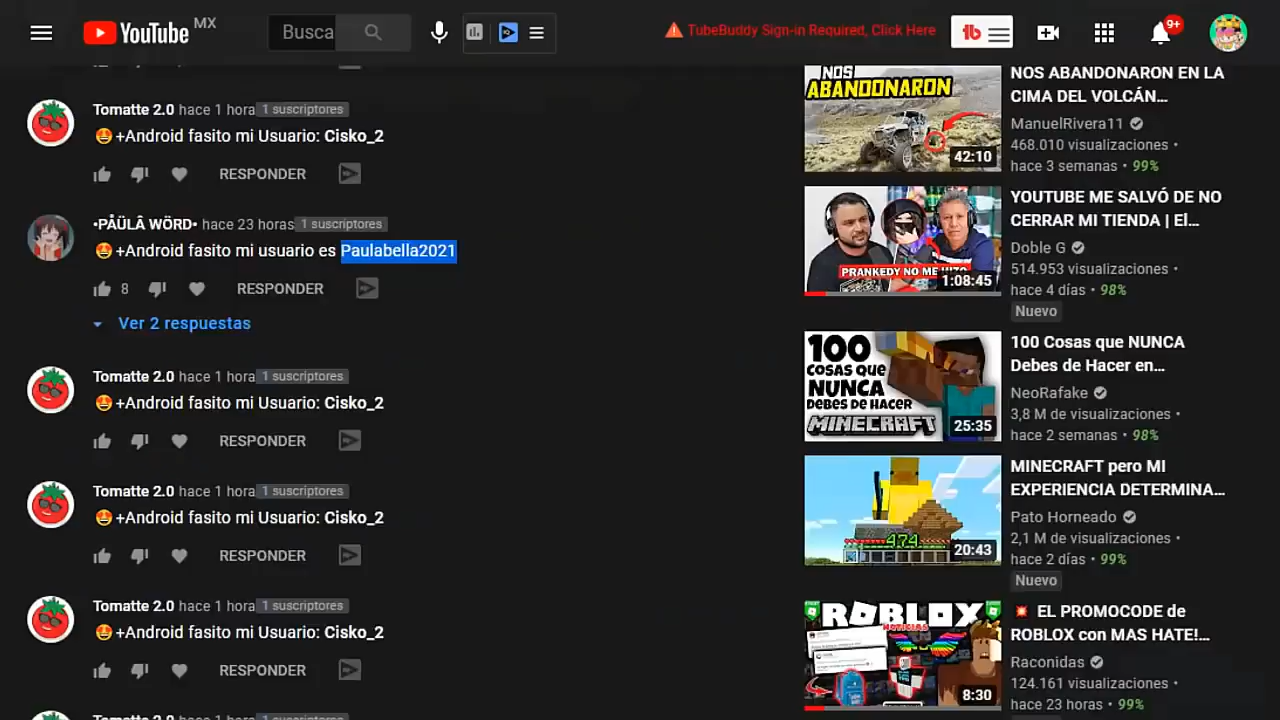 YouTube MX
Busca
TubeBuddy Sign-in Required, Click Here
tb
9+
Tomatte 2.0 hace 1 hora 1 suscriptores
🤩+Android fasito mi Usuario: Cisko_2
RESPONDER
•PÅÜLÂ WÖRD• hace 23 horas 1 suscriptores
🤩+Android fasito mi usuario es Paulabella2021
8 RESPONDER
Ver 2 respuestas
Tomatte 2.0 hace 1 hora 1 suscriptores
🤩+Android fasito mi Usuario: Cisko_2
RESPONDER
Tomatte 2.0 hace 1 hora 1 suscriptores
🤩+Android fasito mi Usuario: Cisko_2
RESPONDER
Tomatte 2.0 hace 1 hora 1 suscriptores
🤩+Android fasito mi Usuario: Cisko_2
RESPONDER
NOS
ABANDONARON
42:10
NOS ABANDONARON EN LA
CIMA DEL VOLCÁN...
ManuelRivera11
468.010 visualizaciones •
hace 3 semanas • 99%
PRANKEDY NO ME HIZO
1:08:45
YOUTUBE ME SALVÓ DE NO
CERRAR MI TIENDA | El...
Doble G
514.953 visualizaciones •
hace 4 días • 98%
Nuevo
100
COSAS QUE
NUNCA
DEBES DE HACER
MINECRAFT
25:35
100 Cosas que NUNCA
Debes de Hacer en...
NeoRafake
3,8 M de visualizaciones •
hace 2 semanas • 98%
474
20:43
MINECRAFT pero MI
EXPERIENCIA DETERMINA...
Pato Horneado
2,1 M de visualizaciones •
hace 2 días • 99%
Nuevo
ROBLOX
NOTICIAS
8:30
💥 EL PROMOCODE de
ROBLOX con MAS HATE!...
Raconidas
124.161 visualizaciones •
hace 23 horas • 99%